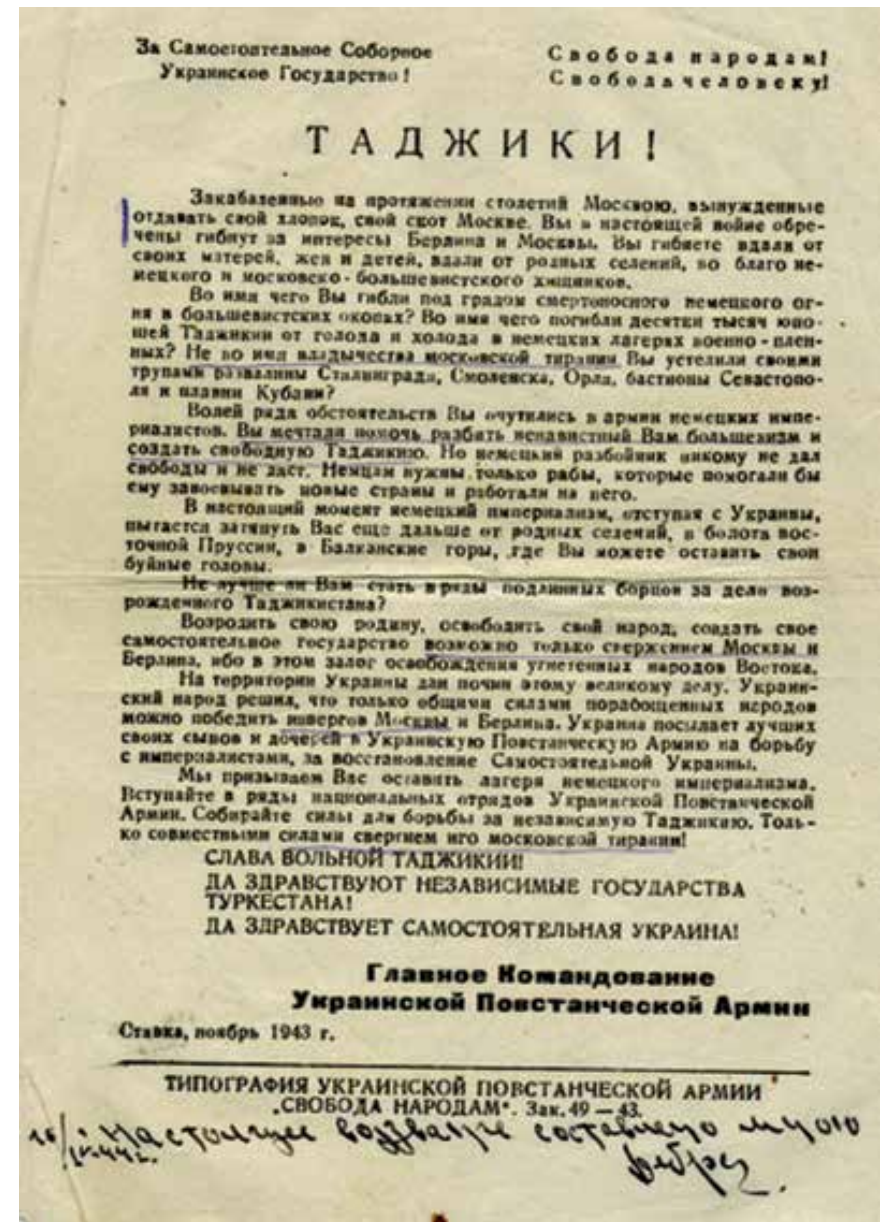 За Самостоятельное Соборное
Украинское Государство!
Свобода народам!
Свобода человеку!
ТАДЖИКИ!
Закабаленные на протяжении столетий Москвою, вынужденные
отдавать свой хлопок, свой скот Москве. Вы в настоящей войне обре-
чены гибнут за интересы Берлина и Москвы. Вы гибнете вдали от
своих матерей, жен и детей, вдали от родных селений, во благо не-
мецкого и московско-большевистского хищников.
Во имя чего Вы гибли под градом смертоносного немецкого ог-
ня в большевистских окопах? Во имя чего погибли десятки тысяч юно-
шей Таджикии от голода и холода в немецких лагерях военно-плен-
ных? Не во имя владычества московской тирании Вы устелили своими
трупами развалины Сталинграда, Смоленска, Орла, бастионы Севастопо-
ля и плавни Кубани?
Волей ряда обстоятельств Вы очутились в армии немецких импе-
риалистов. Вы мечтали помочь разбить ненавистный Вам большевизм и
создать свободную Таджикию. Но немецкий разбойник никому не дал
свободы и не даст. Немцам нужны только рабы, которые помогали бы
ему завоевывать новые страны и работали на него.
В настоящий момент немецкий империализм, отступая с Украины,
пытается затянуть Вас еще дальше от родных селений, в болота вос-
точной Пруссии, в Балканские горы, где Вы можете оставить свои
буйные головы.
Не лучше ли Вам стать в ряды подлинных борцов за дело воз-
рожденного Таджикистана?
Возродить свою родину, освободить свой народ, создать свое
самостоятельное государство возможно только свержением Москвы и
Берлина, ибо в этом залог освобождения угнетенных народов Востока.
На территории Украины дан почин этому великому делу. Украин-
ский народ решил, что только общими силами порабощенных народов
можно победить извергов Москвы и Берлина. Украина посылает лучших
своих сынов и дочерей в Украинскую Повстанческую Армию на борьбу
с империалистами, за восстановление Самостоятельной Украины.
Мы призываем Вас оставить лагеря немецкого империализма.
Вступайте в ряды национальных отрядов Украинской Повстанческой
Армии. Собирайте силы для борьбы за независимую Таджикию. Толь-
ко совместными силами свергнем иго московской тирании!
СЛАВА ВОЛЬНОЙ ТАДЖИКИИ!
ДА ЗДРАВСТВУЮТ НЕЗАВИСИМЫЕ ГОСУДАРСТВА
ТУРКЕСТАНА!
ДА ЗДРАВСТВУЕТ САМОСТОЯТЕЛЬНАЯ УКРАИНА!
Главное Командование
Украинской Повстанческой Армии
Ставка, ноябрь 1943 г.
ТИПОГРАФИЯ УКРАИНСКОЙ ПОВСТАНЧЕСКОЙ АРМИИ
„СВОБОДА НАРОДАМ". Зак. 49 — 43.
Настоящее воззвание составлено мною